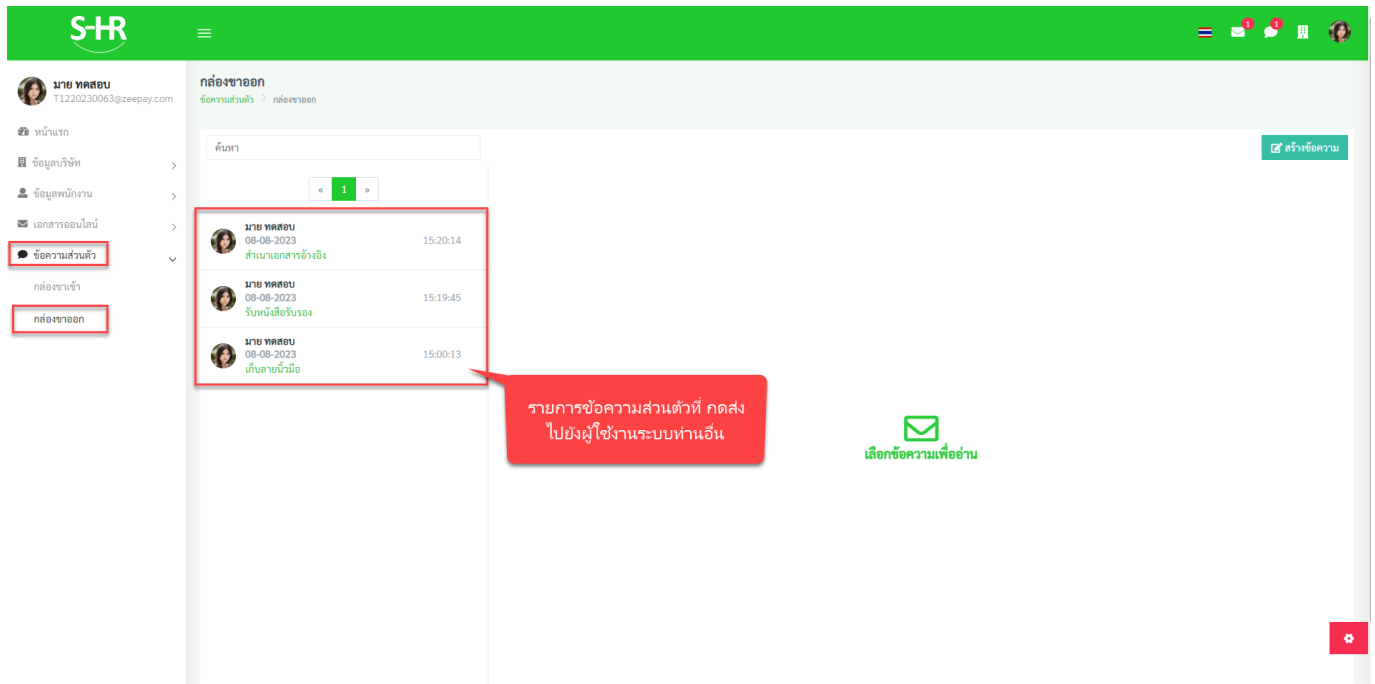 S-HR
1
1
มาย ทดสอบ
T1220230063@zeepay.com
หน้าแรก
ข้อมูลบริษัท
ข้อมูลพนักงาน
เอกสารออนไลน์
ข้อความส่วนตัว
กล่องขาเข้า
กล่องขาออก
กล่องขาออก
ข้อความส่วนตัว > กล่องขาออก
ค้นหา
สร้างข้อความ
« 1 »
มาย ทดสอบ
08-08-2023 15:20:14
สำเนาเอกสารอ้างอิง
มาย ทดสอบ
08-08-2023 15:19:45
รับหนังสือรับรอง
มาย ทดสอบ
08-08-2023 15:00:13
เก็บลายนิ้วมือ
รายการข้อความส่วนตัวที่ กดส่ง
ไปยังผู้ใช้งานระบบท่านอื่น
เลือกข้อความเพื่ออ่าน